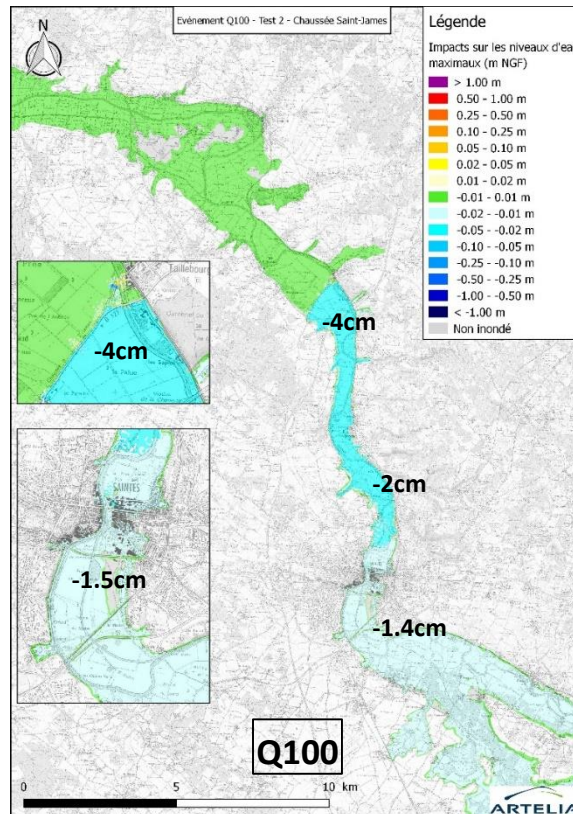 Evénement Q100 - Test 2 - Chaussée Saint-James
N
Légende
Impacts sur les niveaux d'eau
maximaux (m NGF)
> 1.00 m
0.50 - 1.00 m
0.25 - 0.50 m
0.10 - 0.25 m
0.05 - 0.10 m
0.02 - 0.05 m
0.01 - 0.02 m
-0.01 - 0.01 m
-0.02 - -0.01 m
-0.05 - -0.02 m
-0.10 - -0.05 m
-0.25 - -0.10 m
-0.50 - -0.25 m
-1.00 - -0.50 m
< -1.00 m
Non inondé
Taillebourg
-4cm
-4cm
-2cm
SAINTES
-1.5cm
-1.4cm
Q100
0 5 10 km
ARTELIA